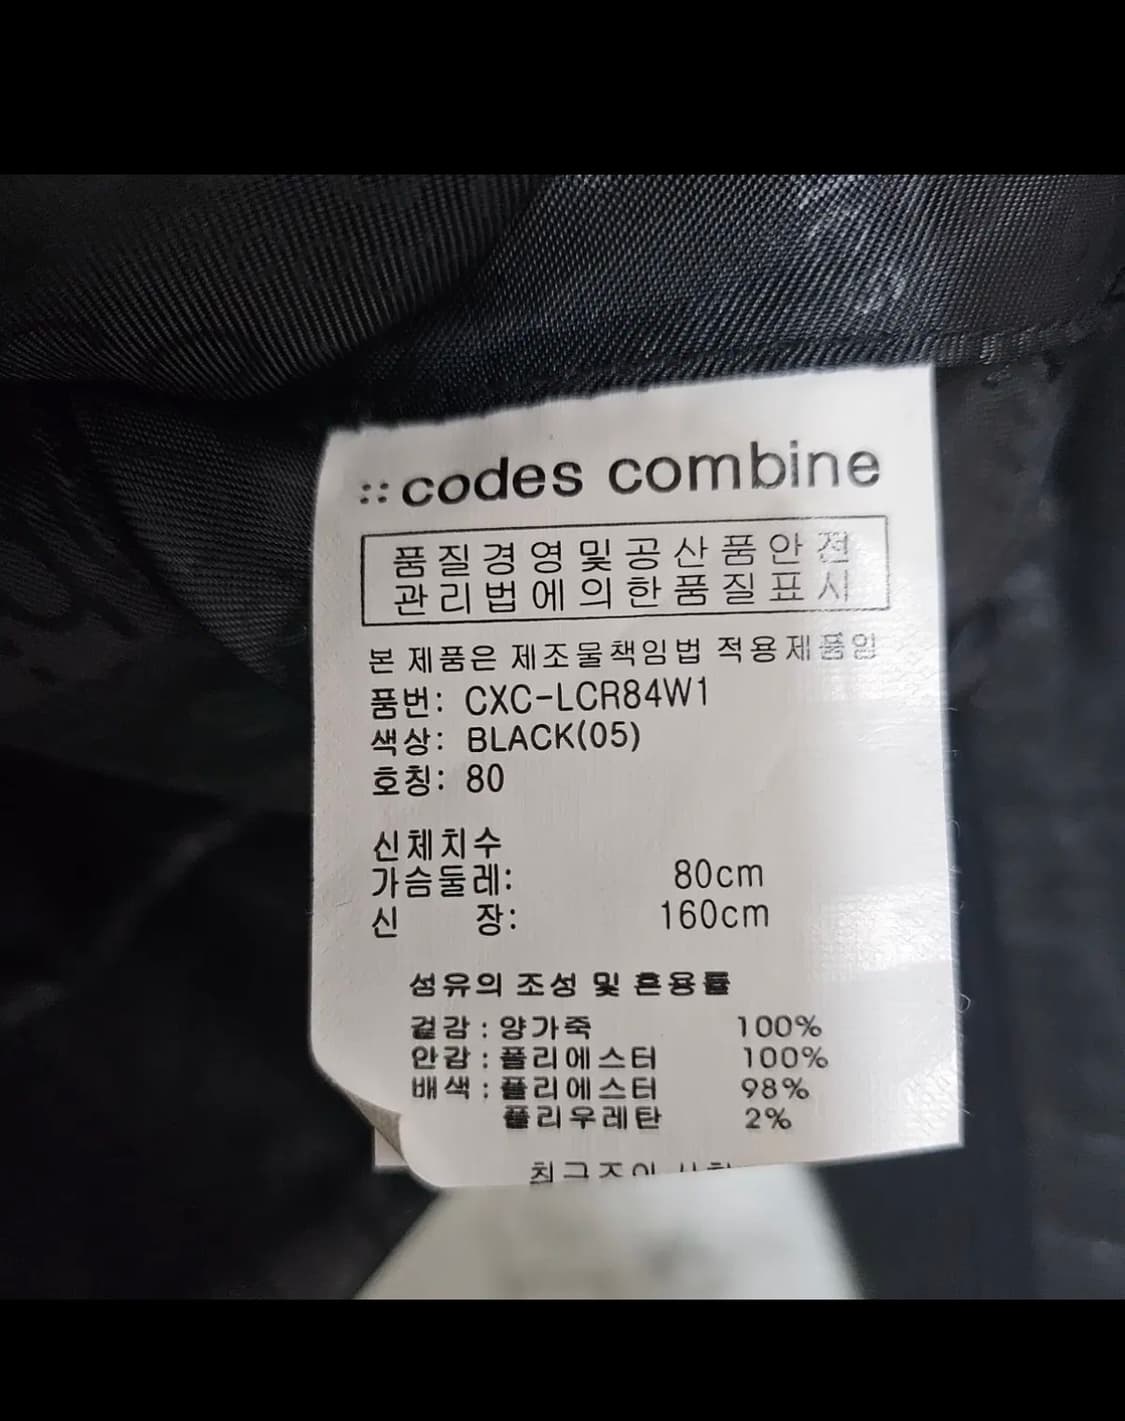 ::codes combine
품질경영및공산품안전
관리법에의한품질표시
본 제품은 제조물책임법 적용제품임
품번: CXC-LCR84W1
색상: BLACK(05)
호칭: 80
신체치수
가슴둘레: 80cm
신 장: 160cm
섬유의 조성 및 혼용률
겉감 : 양가죽 100%
안감 : 폴리에스터 100%
배색 : 폴리에스터 98%
폴리우레탄 2%